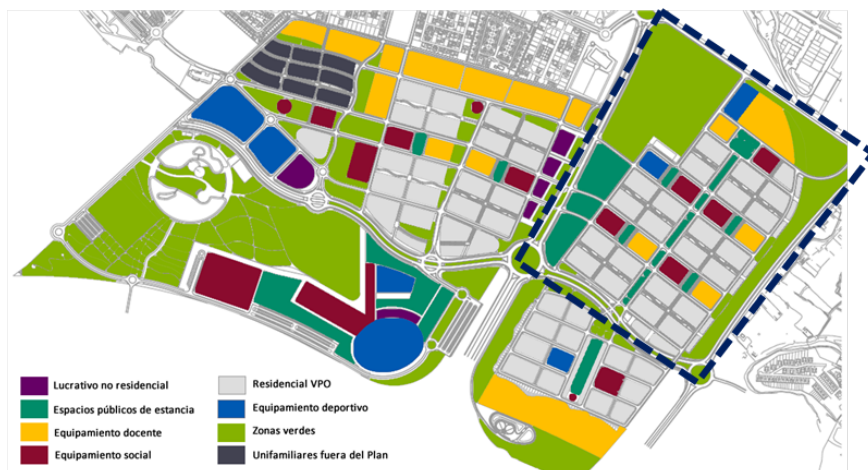 Lucrativo no residencial
Espacios públicos de estancia
Equipamiento docente
Equipamiento social
Residencial VPO
Equipamiento deportivo
Zonas verdes
Unifamiliares fuera del Plan